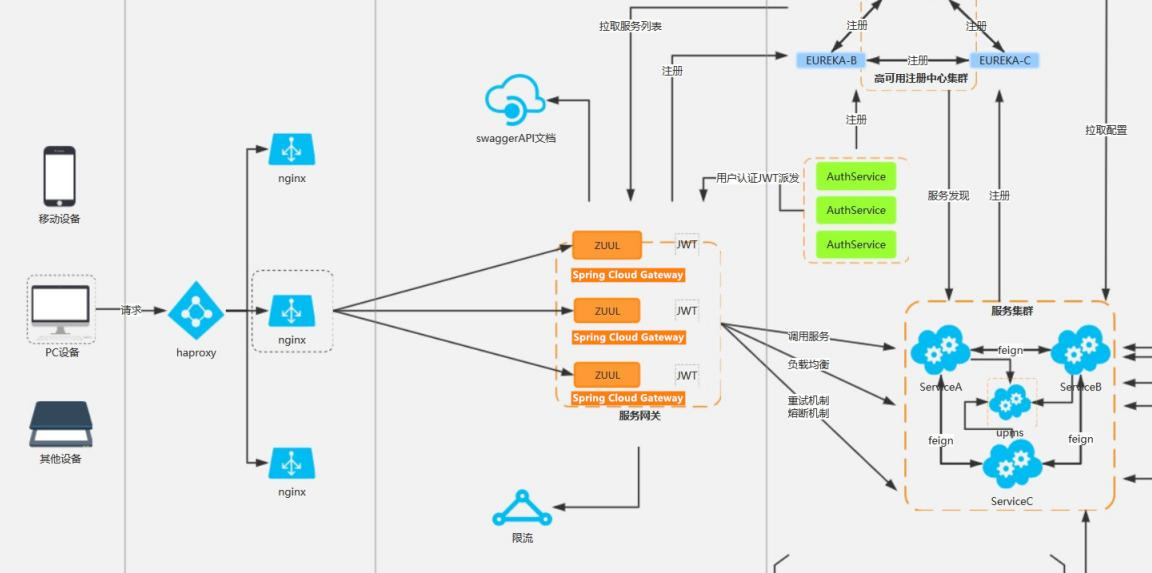 拉取服务列表
注册
注册
注册
EUREKA-B
注册
EUREKA-C
高可用注册中心集群
swaggerAPI文档
注册
拉取配置
nginx
移动设备
用户认证JWT派发
AuthService
AuthService
AuthService
服务发现
注册
ZUUL
JWT
Spring Cloud Gateway
ZUUL
JWT
Spring Cloud Gateway
ZUUL
JWT
Spring Cloud Gateway
服务网关
请求
PC设备
haproxy
nginx
调用服务
负载均衡
重试机制
熔断机制
服务集群
feign
ServiceA
ServiceB
upms
feign
feign
ServiceC
其他设备
nginx
限流